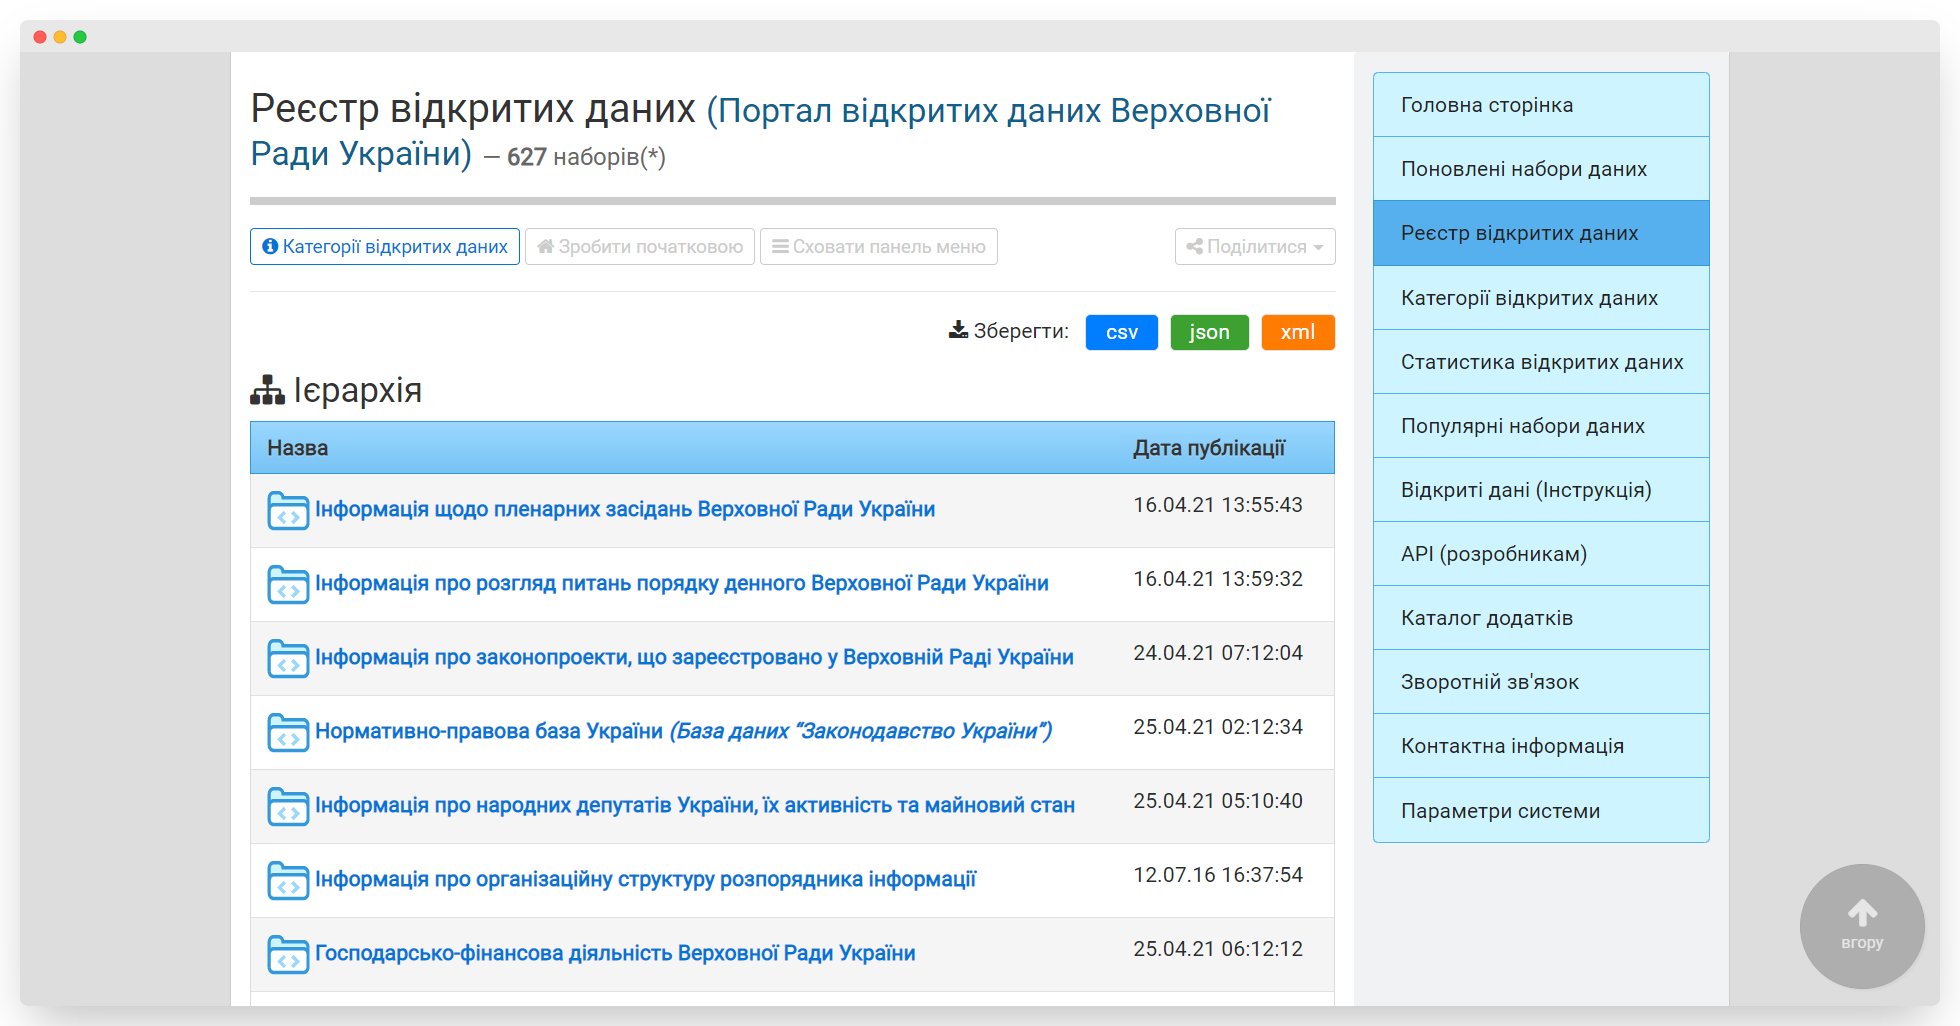 Реєстр відкритих даних (Портал відкритих даних Верховної
Ради України) — 627 наборів(*)
Категорії відкритих даних
Зробити початковою
Сховати панель меню
Поділитися
Зберегти:
csv
json
xml
Ієрархія
Назва
Дата публікації
Інформація щодо пленарних засідань Верховної Ради України
16.04.21 13:55:43
Інформація про розгляд питань порядку денного Верховної Ради України
16.04.21 13:59:32
Інформація про законопроекти, що зареєстровано у Верховній Раді України
24.04.21 07:12:04
Нормативно-правова база України (База даних “Законодавство України”)
25.04.21 02:12:34
Інформація про народних депутатів України, їх активність та майновий стан
25.04.21 05:10:40
Інформація про організаційну структуру розпорядника інформації
12.07.16 16:37:54
Господарсько-фінансова діяльність Верховної Ради України
25.04.21 06:12:12
Головна сторінка
Поновлені набори даних
Реєстр відкритих даних
Категорії відкритих даних
Статистика відкритих даних
Популярні набори даних
Відкриті дані (Інструкція)
API (розробникам)
Каталог додатків
Зворотній зв'язок
Контактна інформація
Параметри системи
вгору